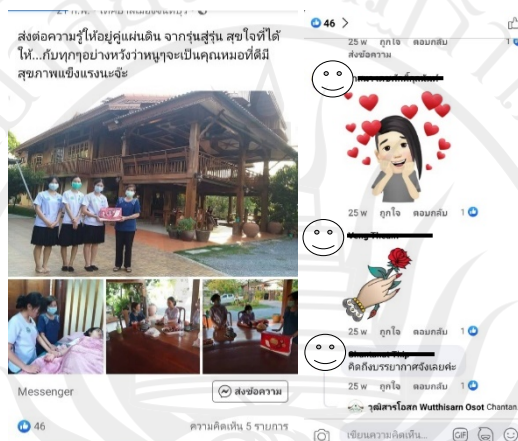 ส่งต่อความรู้ให้อยู่คู่แผ่นดิน จากรุ่นสู่รุ่น สุขใจที่ได้
ให้...กับทุกๆอย่างหวังว่าหนูๆจะเป็นคุณหมอที่ดีมี
สุขภาพแข็งแรงนะจ๊ะ
Messenger
ส่งข้อความ
46
ความคิดเห็น 5 รายการ
46
25 w ถูกใจ ตอบกลับ 1
ส่งข้อความ
25 w ถูกใจ ตอบกลับ 1
25 w ถูกใจ ตอบกลับ 1
คิดถึงบรรยากาศจังเลยค่ะ
25 w ถูกใจ ตอบกลับ 1
วุฒิสารโอสถ Wutthisarn Osot Chantan
เขียนความคิดเห็น... GIF